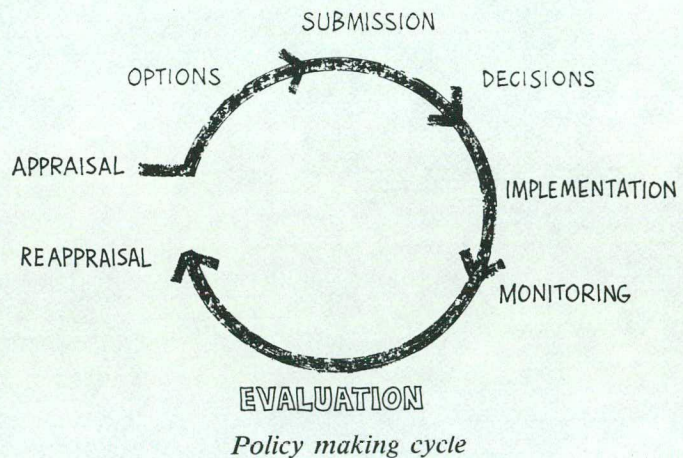 SUBMISSION
OPTIONS
DECISIONS
APPRAISAL
IMPLEMENTATION
REAPPRAISAL
MONITORING
EVALUATION
Policy making cycle